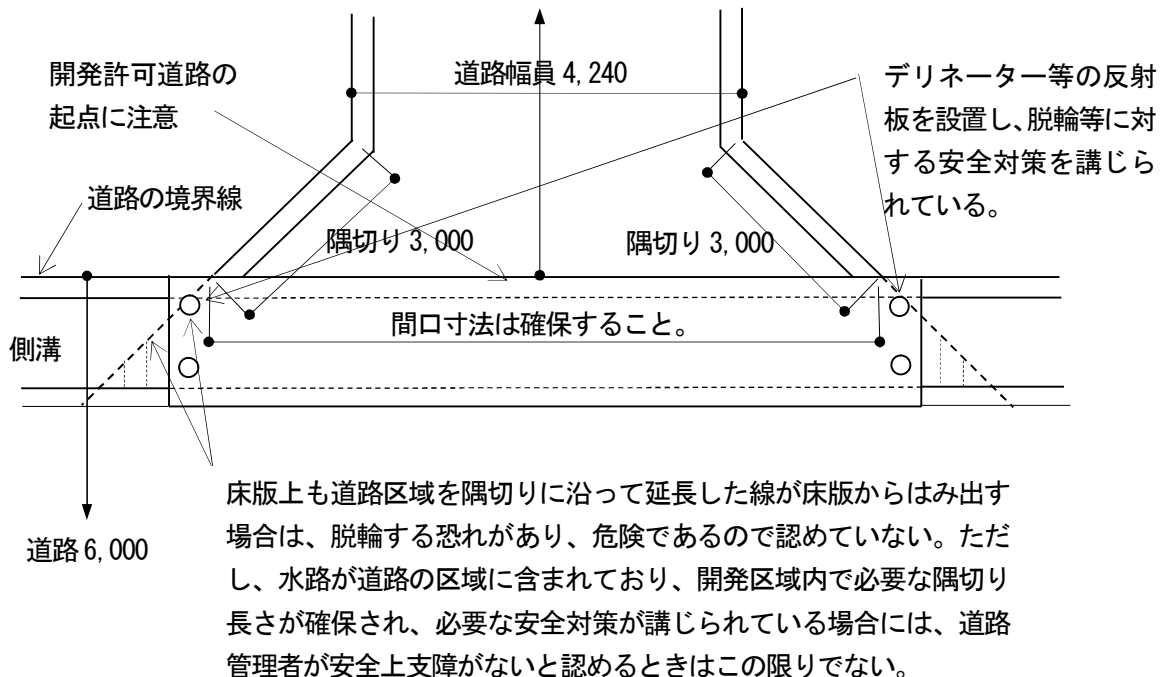 開発許可道路の
起点に注意
道路幅員 4,240
デリネーター等の反射
板を設置し、脱輪等に対
する安全対策を講じら
れている。
道路の境界線
隅切り 3,000
隅切り 3,000
間口寸法は確保すること。
側溝
道路 6,000
床版上も道路区域を隅切りに沿って延長した線が床版からはみ出す
場合は、脱輪する恐れがあり、危険であるので認めていない。ただ
し、水路が道路の区域に含まれており、開発区域内で必要な隅切り
長さが確保され、必要な安全対策が講じられている場合には、道路
管理者が安全上支障がないと認めるときはこの限りでない。